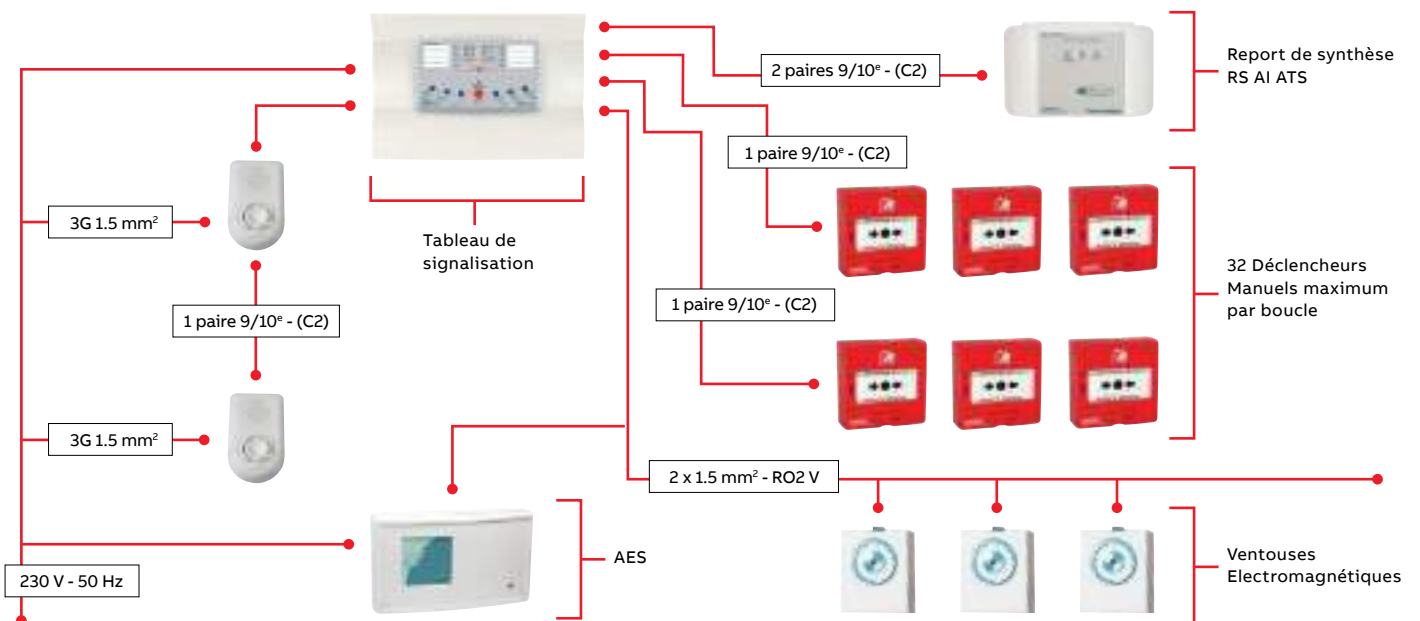 2 paires 9/10ᵉ - (C2)
Report de synthèse
RS AI ATS
1 paire 9/10ᵉ - (C2)
3G 1.5 mm²
Tableau de
signalisation
32 Déclencheurs
Manuels maximum
par boucle
1 paire 9/10ᵉ - (C2)
1 paire 9/10ᵉ - (C2)
3G 1.5 mm²
2 x 1.5 mm² - RO2 V
AES
230 V - 50 Hz
Ventouses
Electromagnétiques